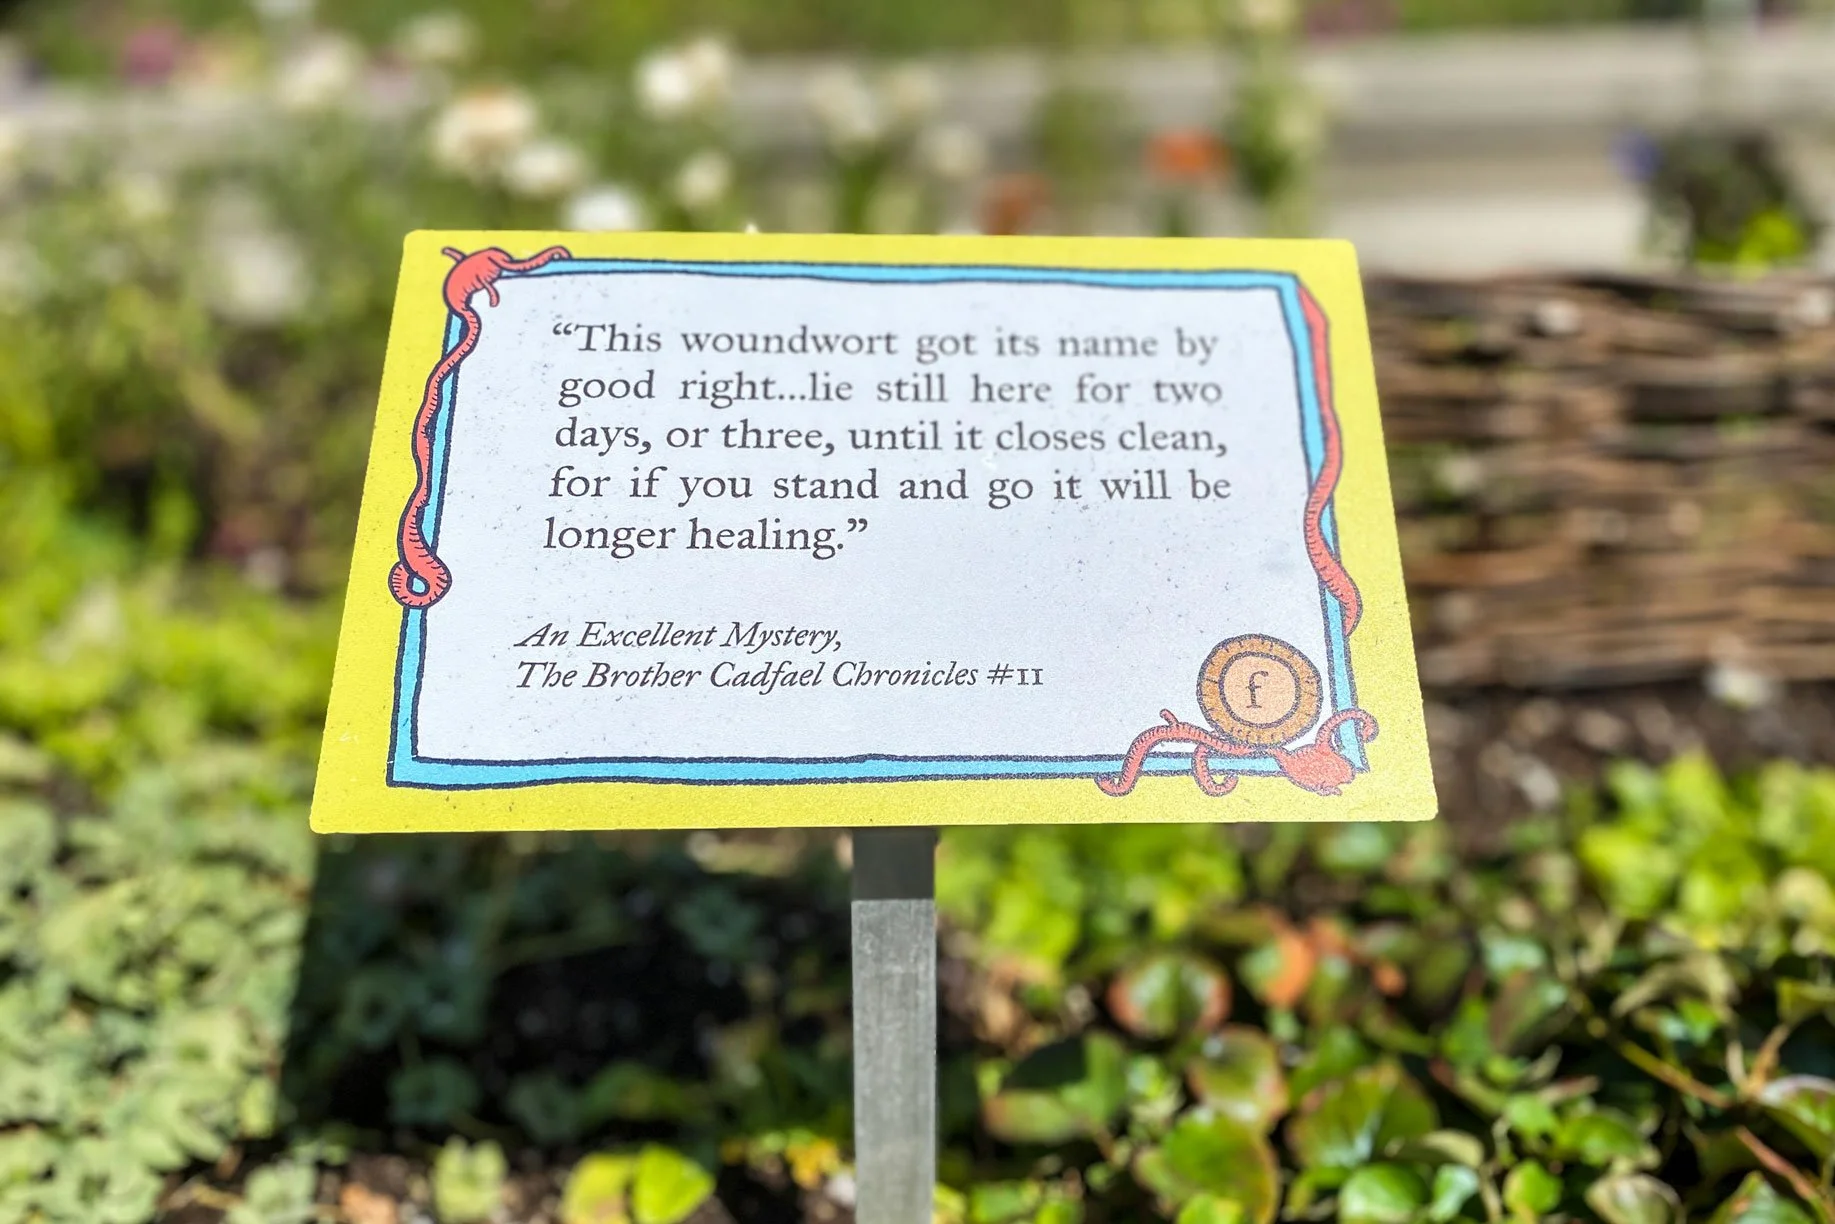 “This woundwort got its name by
good right...lie still here for two
days, or three, until it closes clean,
for if you stand and go it will be
longer healing.”
An Excellent Mystery,
The Brother Cadfael Chronicles #11
f